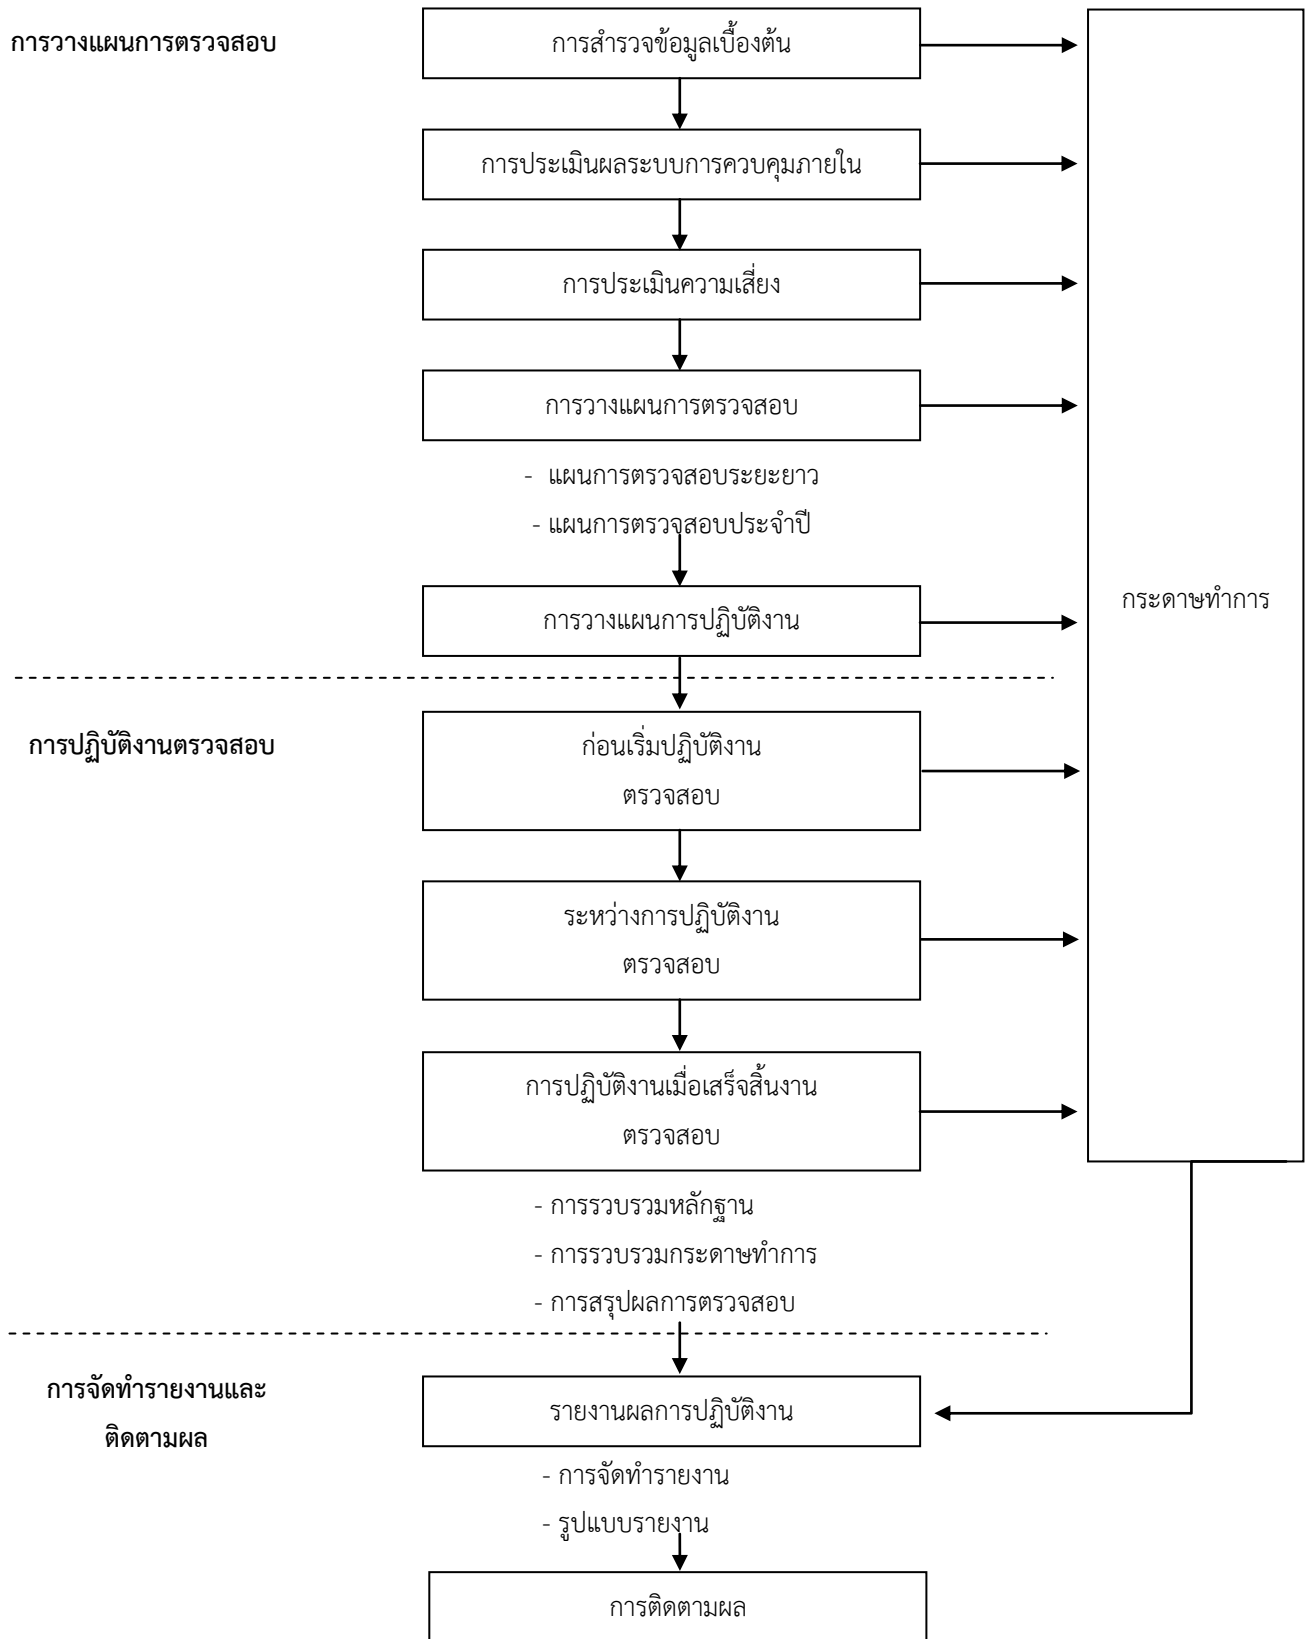 การวางแผนการตรวจสอบ
การสำรวจข้อมูลเบื้องต้น
การประเมินผลระบบการควบคุมภายใน
การประเมินความเสี่ยง
การวางแผนการตรวจสอบ
- แผนการตรวจสอบระยะยาว
- แผนการตรวจสอบประจำปี
การวางแผนการปฏิบัติงาน
กระดาษทำการ
การปฏิบัติงานตรวจสอบ
ก่อนเริ่มปฏิบัติงาน
ตรวจสอบ
ระหว่างการปฏิบัติงาน
ตรวจสอบ
การปฏิบัติงานเมื่อเสร็จสิ้นงาน
ตรวจสอบ
- การรวบรวมหลักฐาน
- การรวบรวมกระดาษทำการ
- การสรุปผลการตรวจสอบ
การจัดทำรายงานและ
ติดตามผล
รายงานผลการปฏิบัติงาน
- การจัดทำรายงาน
- รูปแบบรายงาน
การติดตามผล